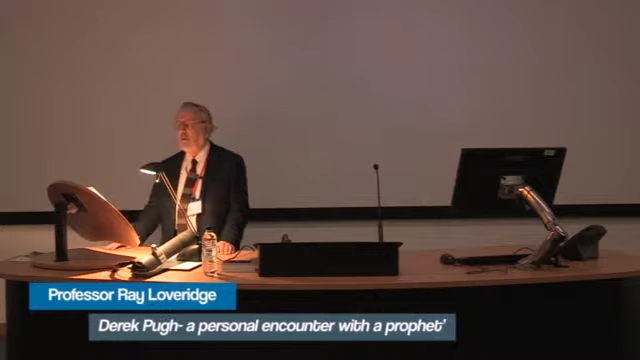 Professor Ray Loveridge
Derek Pugh- a personal encounter with a prophet'